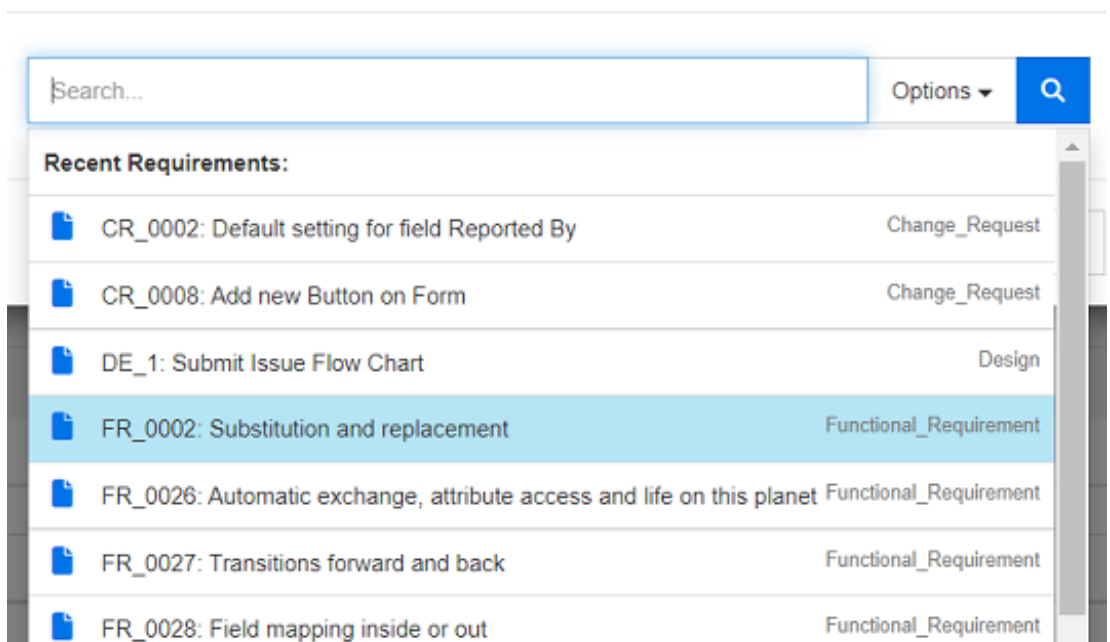 Search...
Options
Recent Requirements:
CR_0002: Default setting for field Reported By Change_Request
CR_0008: Add new Button on Form Change_Request
DE_1: Submit Issue Flow Chart Design
FR_0002: Substitution and replacement Functional_Requirement
FR_0026: Automatic exchange, attribute access and life on this planet Functional_Requirement
FR_0027: Transitions forward and back Functional_Requirement
FR_0028: Field mapping inside or out Functional_Requirement